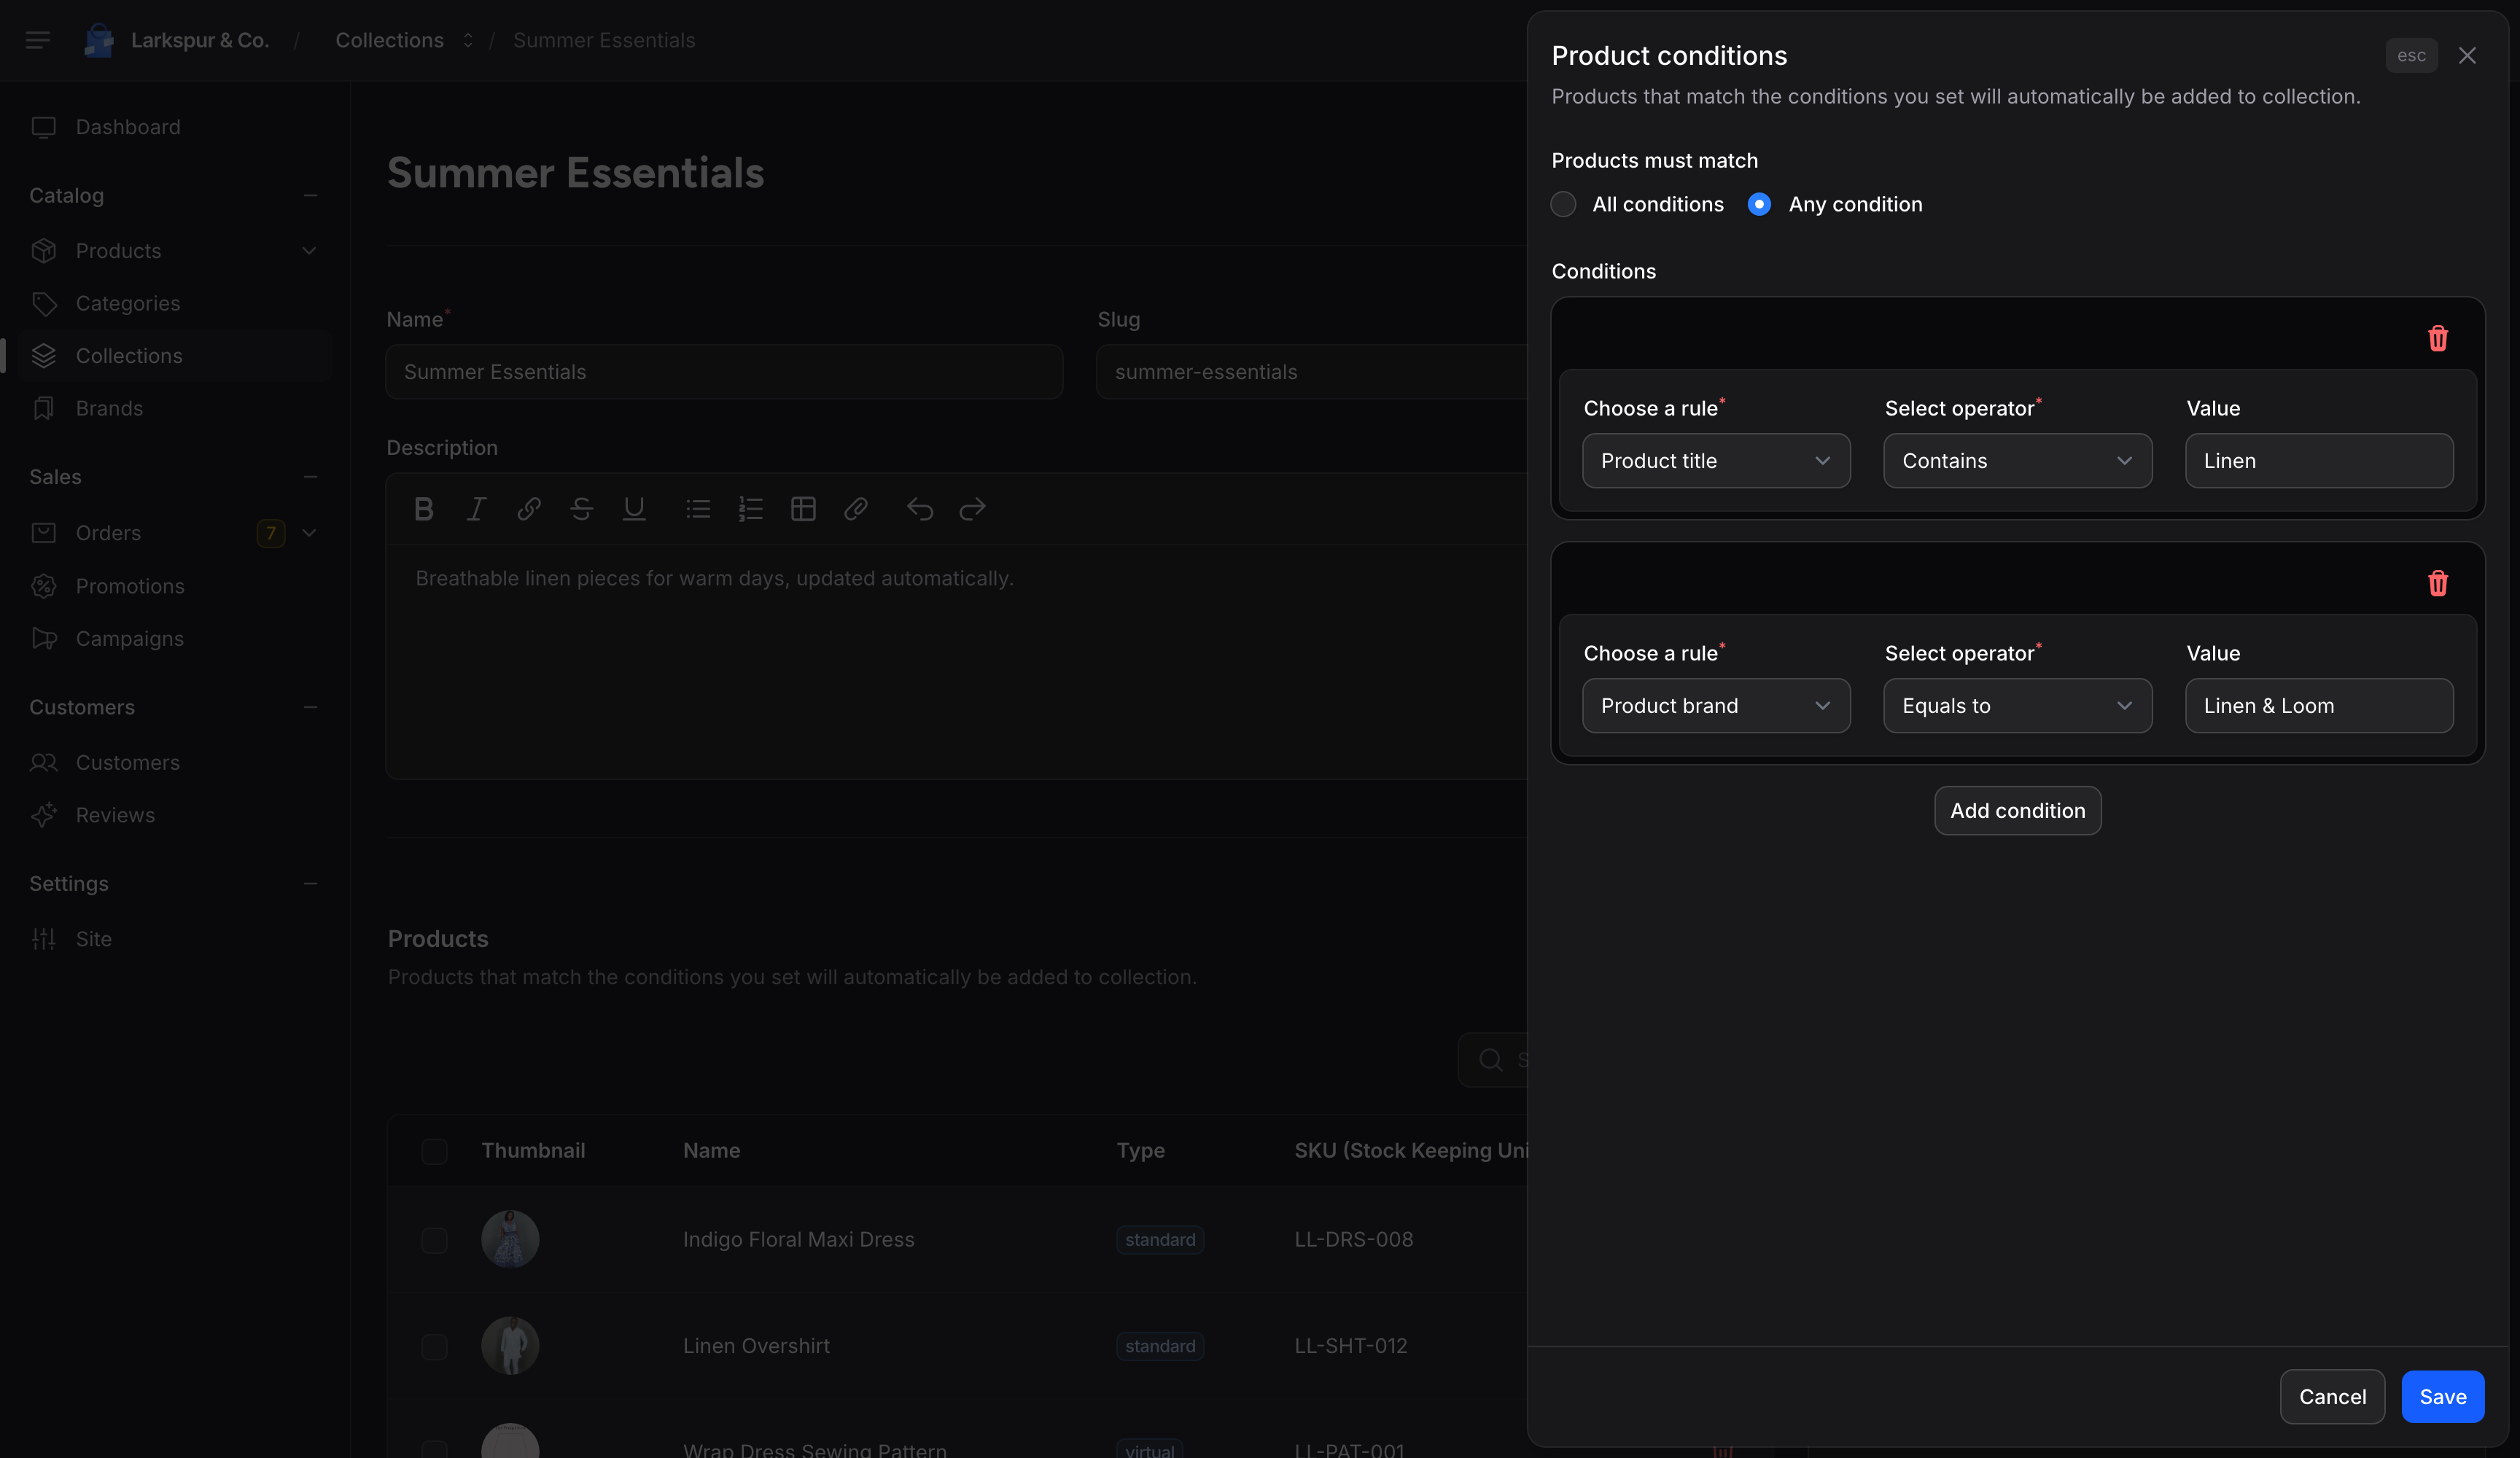 Larkspur & Co. / Collections / Summer Essentials
Dashboard
Catalog
Products
Categories
Collections
Brands
Sales
Orders 7
Promotions
Campaigns
Customers
Customers
Reviews
Settings
Site
Summer Essentials
Name* Slug
Summer Essentials summer-essentials
Description
Breathable linen pieces for warm days, updated automatically.
Products
Products that match the conditions you set will automatically be added to collection.
Thumbnail Name Type SKU (Stock Keeping Uni
Indigo Floral Maxi Dress standard LL-DRS-008
Linen Overshirt standard LL-SHT-012
Wrap Dress Sewing Pattern virtual LL-PAT-001
Product conditions esc
Products that match the conditions you set will automatically be added to collection.
Products must match
All conditions Any condition
Conditions
Choose a rule* Select operator* Value
Product title Contains Linen
Choose a rule* Select operator* Value
Product brand Equals to Linen & Loom
Add condition
Cancel Save